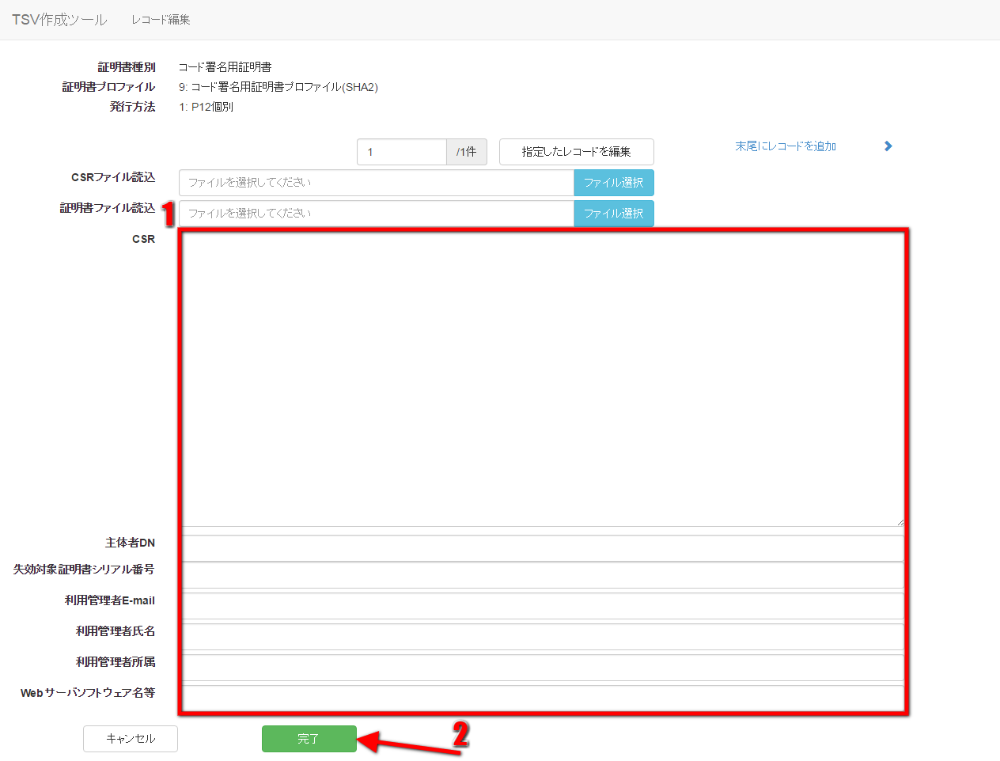 TSV作成ツール レコード編集
証明書種別 コード署名用証明書
証明書プロファイル 9: コード署名用証明書プロファイル(SHA2)
発行方法 1: P12個別
1 /1件 指定したレコードを編集 末尾にレコードを追加
CSRファイル読込 ファイルを選択してください ファイル選択
証明書ファイル読込 1 ファイルを選択してください ファイル選択
CSR
主体者DN
失効対象証明書シリアル番号
利用管理者E-mail
利用管理者氏名
利用管理者所属
Webサーバソフトウェア名等
キャンセル 完了 2